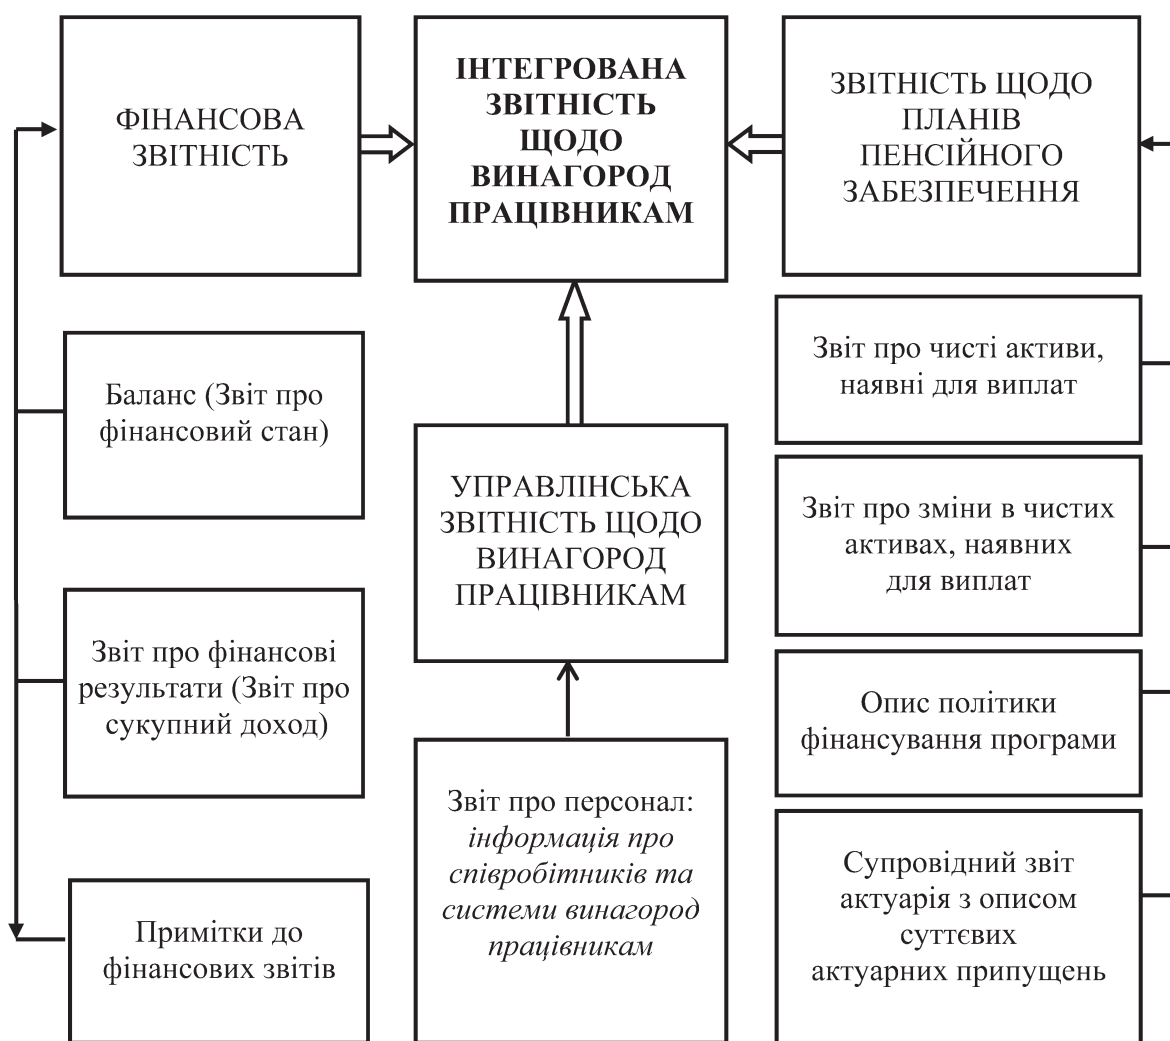 ФІНАНСОВА
ЗВІТНІСТЬ
ІНТЕГРОВАНА
ЗВІТНІСТЬ
ЩОДО
ВИНАГОРОД
ПРАЦІВНИКАМ
ЗВІТНІСТЬ ЩОДО
ПЛАНІВ
ПЕНСІЙНОГО
ЗАБЕЗПЕЧЕННЯ
Баланс (Звіт про
фінансовий стан)
Звіт про фінансові
результати (Звіт про
сукупний доход)
Примітки до
фінансових звітів
УПРАВЛІНСЬКА
ЗВІТНІСТЬ ЩОДО
ВИНАГОРОД
ПРАЦІВНИКАМ
Звіт про персонал:
інформація про
співробітників та
системи винагород
працівникам
Звіт про чисті активи,
наявні для виплат
Звіт про зміни в чистих
активах, наявних
для виплат
Опис політики
фінансування програми
Супровідний звіт
актуарія з описом
суттєвих
актуарних припущень